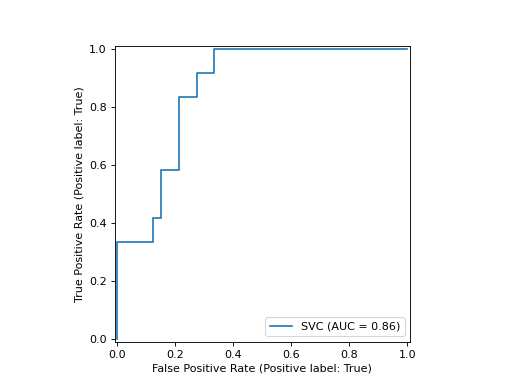 1.0
0.8
0.6
0.4
0.2
0.0
True Positive Rate (Positive label: True)
SVC (AUC = 0.86)
0.0 0.2 0.4 0.6 0.8 1.0
False Positive Rate (Positive label: True)